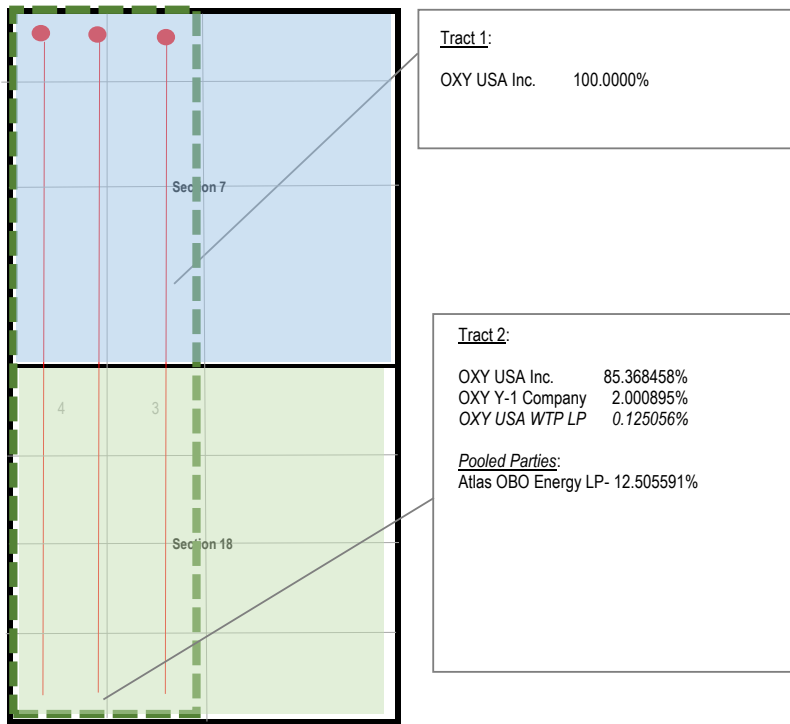 Tract 1:
OXY USA Inc. 100.0000%
Section 7
Tract 2:
OXY USA Inc. 85.368458%
OXY Y-1 Company 2.000895%
OXY USA WTP LP 0.125056%
Pooled Parties:
Atlas OBO Energy LP- 12.505591%
4 3
Section 18